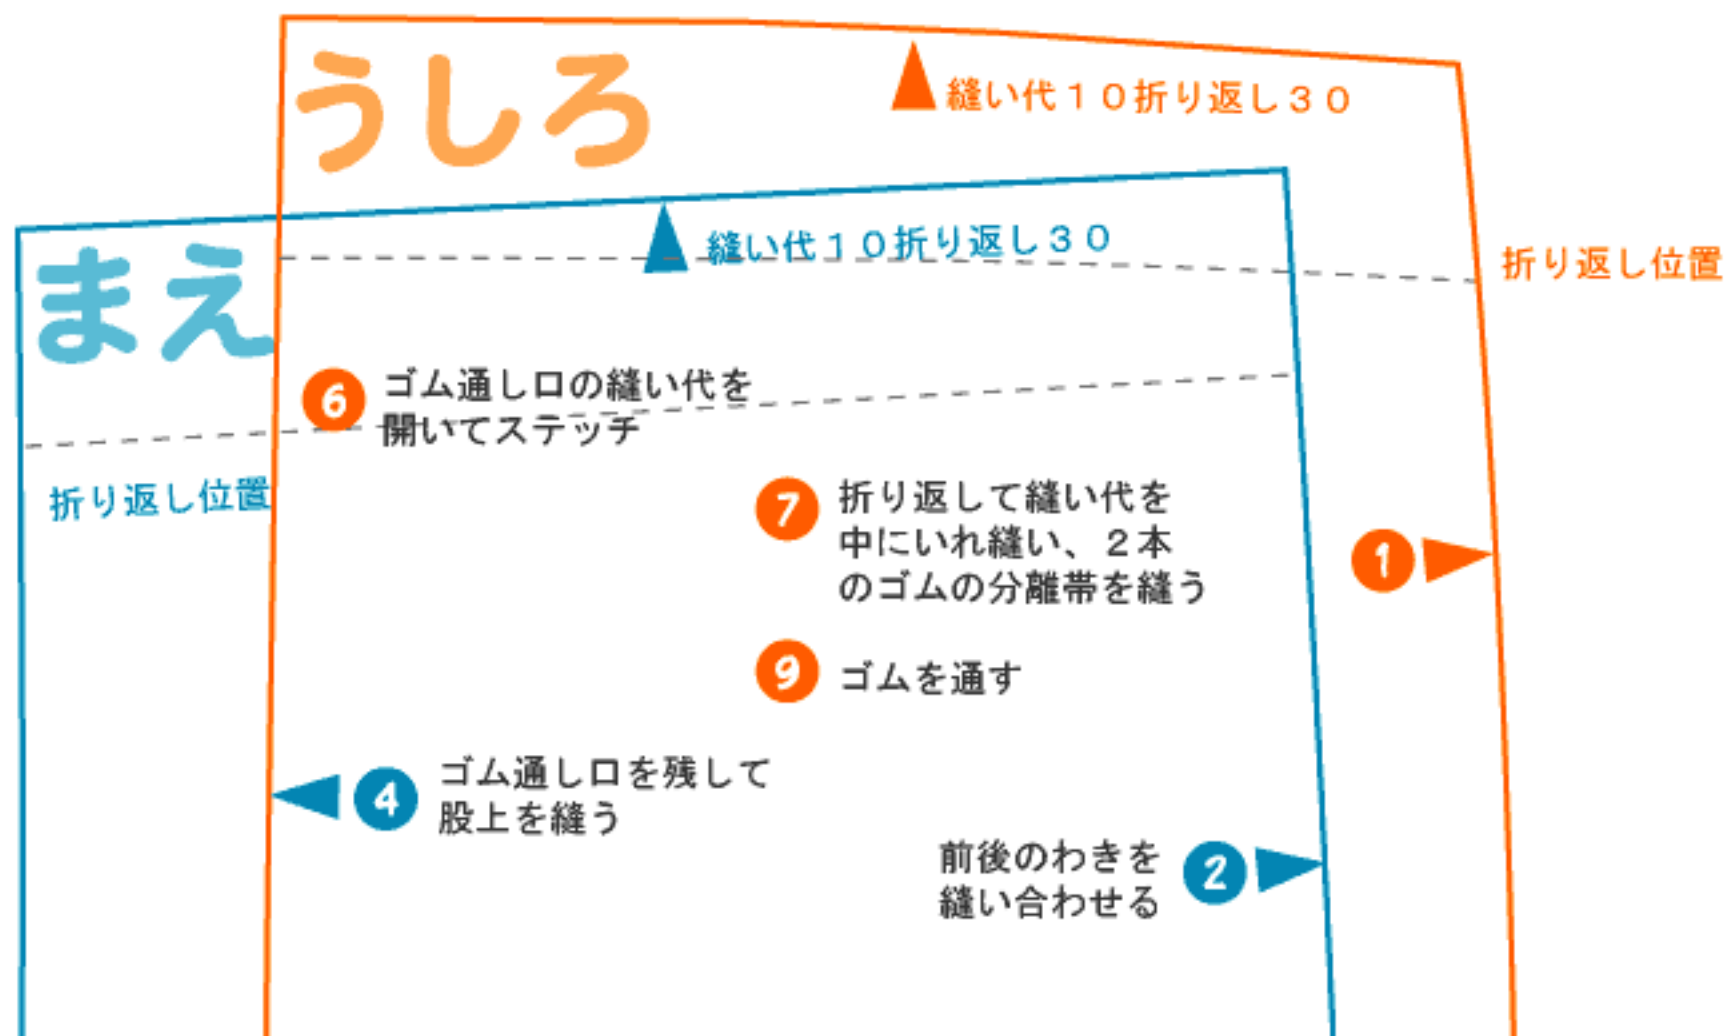 うしろ
縫い代１０折り返し３０
まえ
縫い代１０折り返し３０
折り返し位置
6 ゴム通し口の縫い代を
開いてステッチ
折り返し位置
7 折り返して縫い代を
中にいれ縫い、２本
のゴムの分離帯を縫う
1
9 ゴムを通す
4 ゴム通し口を残して
股上を縫う
前後のわきを
縫い合わせる
2